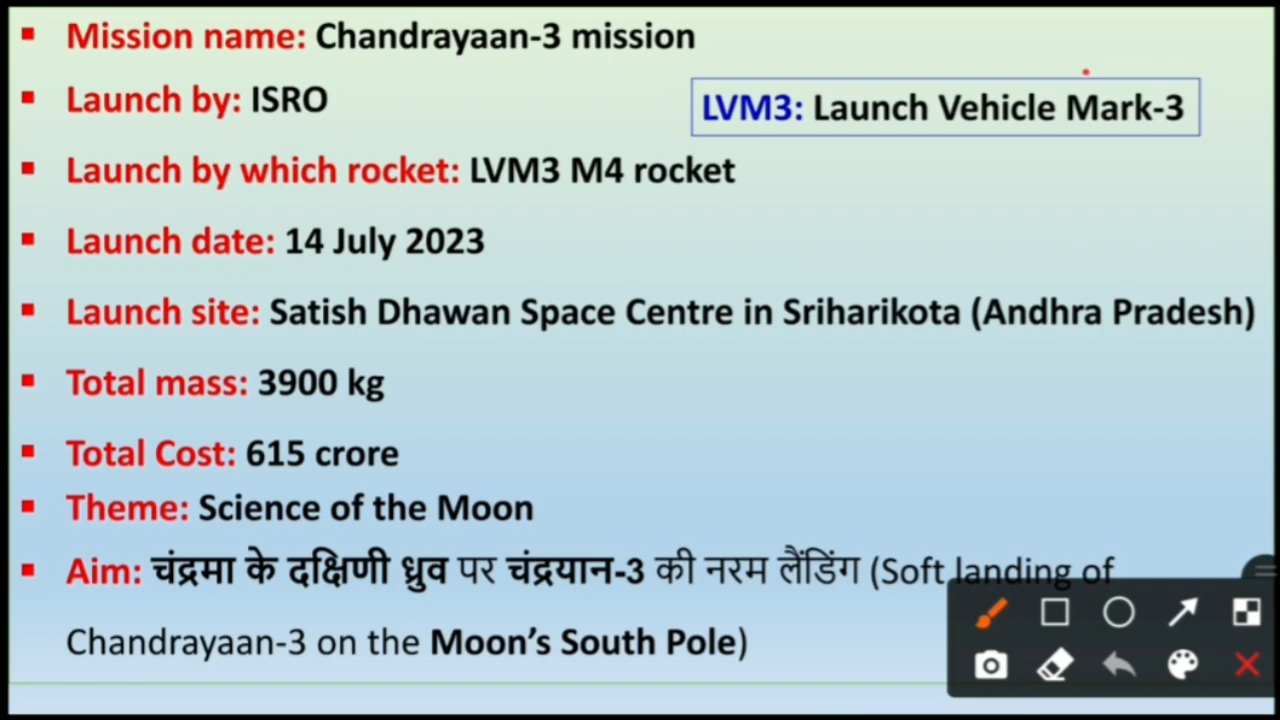 Mission name: Chandrayaan-3 mission
Launch by: ISRO
LVM3: Launch Vehicle Mark-3
Launch by which rocket: LVM3 M4 rocket
Launch date: 14 July 2023
Launch site: Satish Dhawan Space Centre in Sriharikota (Andhra Pradesh)
Total mass: 3900 kg
Total Cost: 615 crore
Theme: Science of the Moon
Aim: चंद्रमा के दक्षिणी ध्रुव पर चंद्रयान-3 की नरम लैंडिंग (Soft landing of
Chandrayaan-3 on the Moon's South Pole)